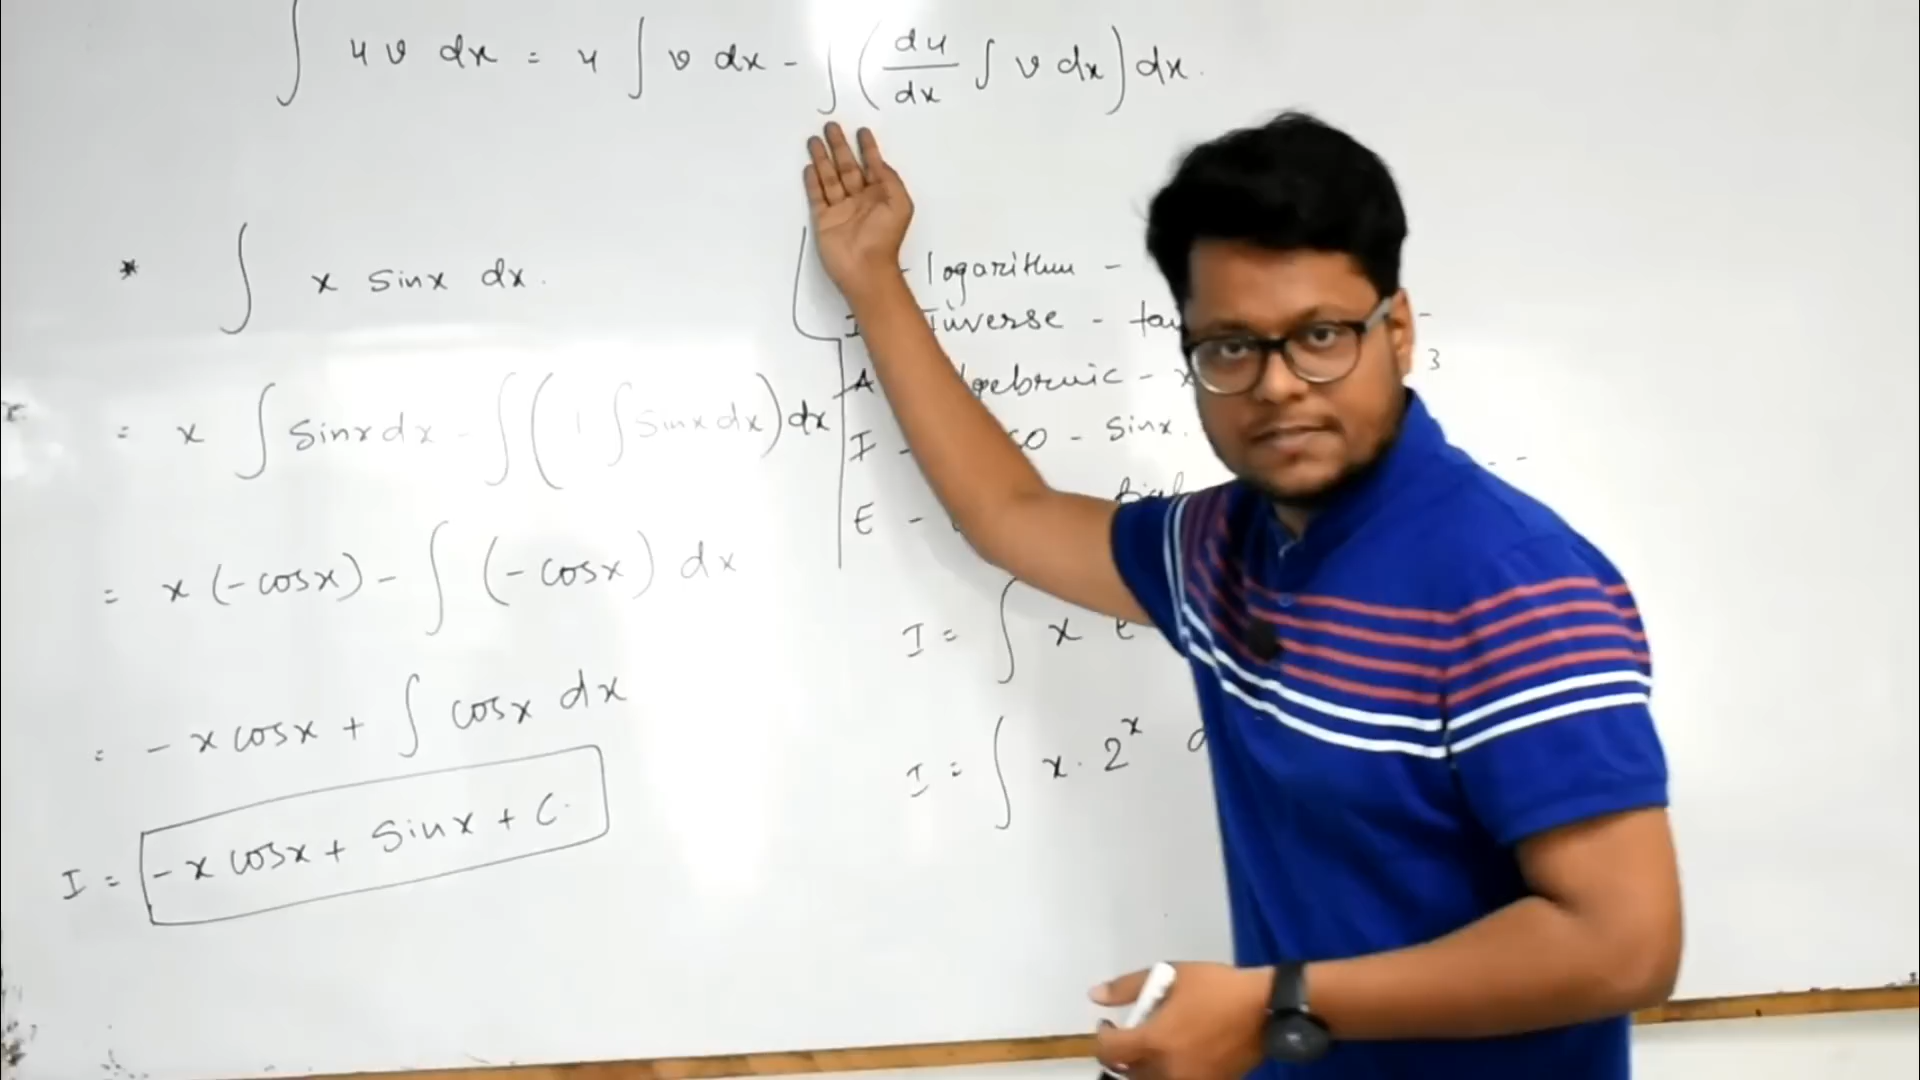 ∫ u v dx = u ∫ v dx - ∫ ( du/dx ∫ v dx ) dx.
* ∫ x sinx dx.
= x ∫ sinx dx - ∫ ( 1 ∫ sinx dx ) dx
= x (-cosx) - ∫ (-cosx) dx
= - x cosx + ∫ cosx dx
I = - x cosx + sinx + C.
- logarithm -
I Inverse - tan
A - x 3
I - - sinx.
E -
I = ∫ x e
I = ∫ x. 2^x d